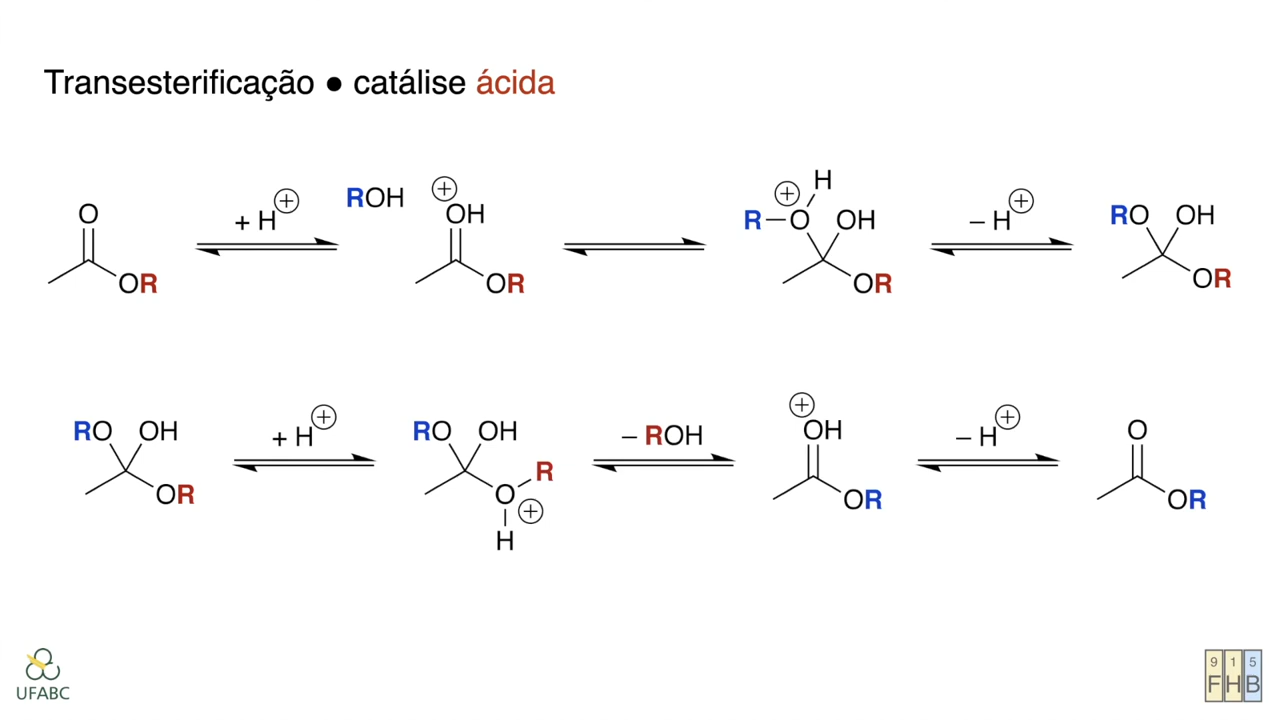 Transesterificação ● catálise ácida
O
OR
+ H⊕
ROH
⊕
OH
OR
⊕
H
R–O
OH
OR
– H⊕
RO OH
OR
RO OH
OR
+ H⊕
RO OH
R
O
⊕
H
– ROH
⊕
OH
OR
– H⊕
O
OR
UFABC
9 1 5
F H B